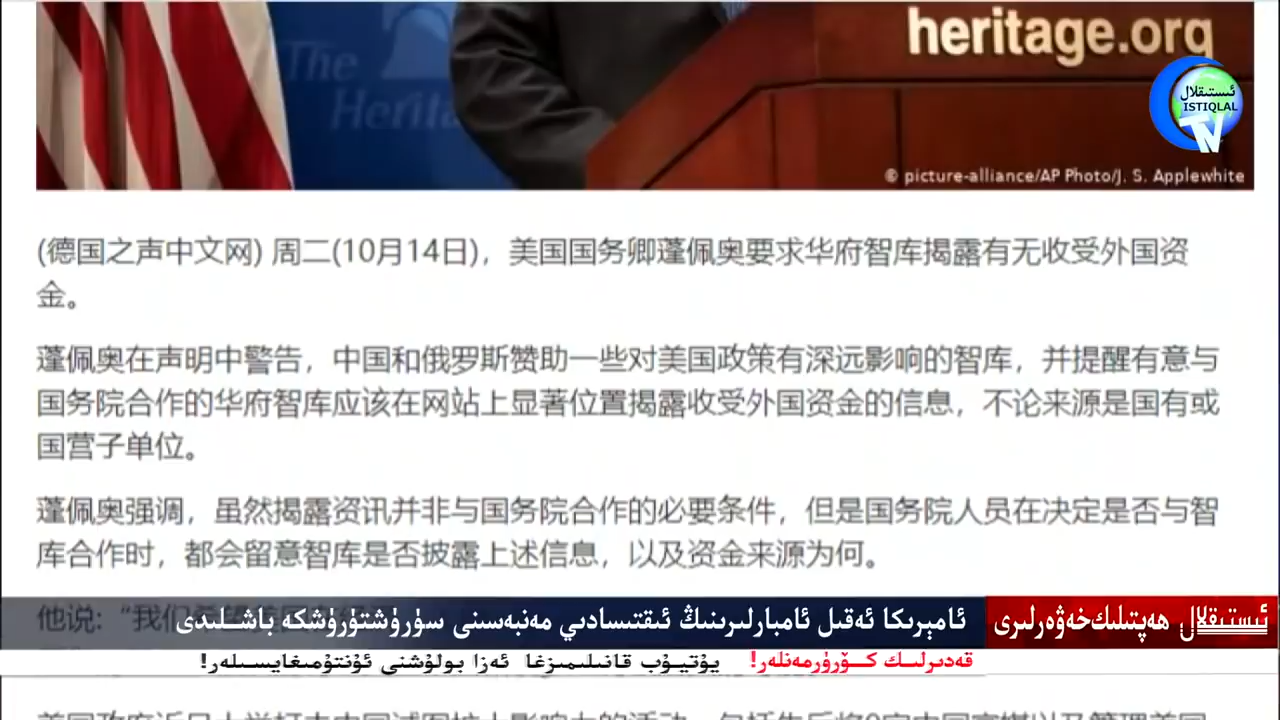 heritage.org
The
Herita
ئىستىقلال
ISTIQLAL
TV
© picture-alliance/AP Photo/J. S. Applewhite
(德国之声中文网) 周二(10月14日)，美国国务卿蓬佩奥要求华府智库揭露有无收受外国资
金。
蓬佩奥在声明中警告，中国和俄罗斯赞助一些对美国政策有深远影响的智库，并提醒有意与
国务院合作的华府智库应该在网站上显著位置揭露收受外国资金的信息，不论来源是国有或
国营子单位。
蓬佩奥强调，虽然揭露资讯并非与国务院合作的必要条件，但是国务院人员在决定是否与智
库合作时，都会留意智库是否披露上述信息，以及资金来源为何。
他说：“我们
ئىستىقلال ھەپتىلىك خەۋەرلىرى
ئامېرىكا ئەقىل ئامبارلىرىنىڭ ئىقتىسادىي مەنبەسىنى سۈرۈشتۈرۈشكە باشلىدى
قەدىرلىك كۆرۈرمەنلەر! يۇتيۇب قانىلىمىزغا ئەزا بولۇشنى ئۇنتۇمىغايسىلەر!